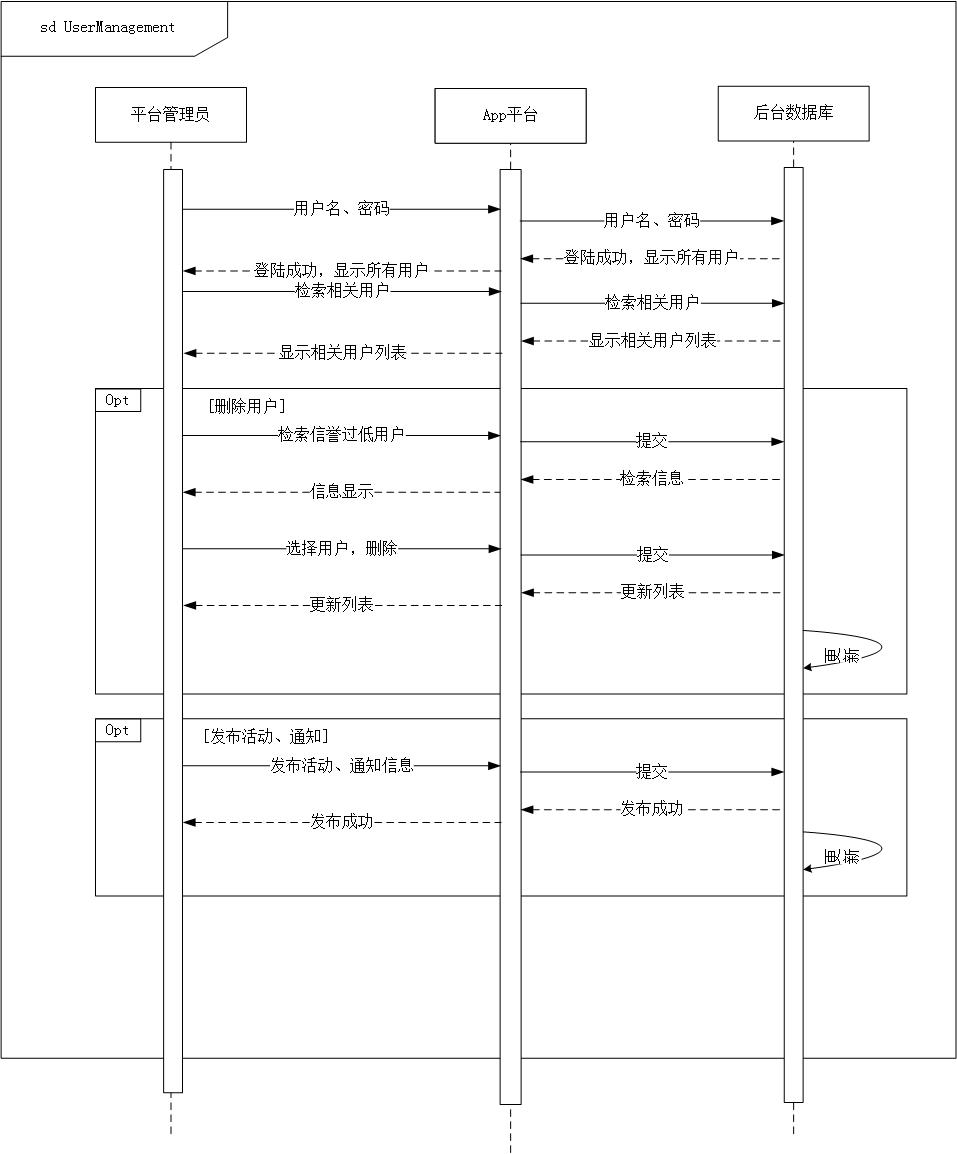 sd UserManagement
平台管理员
App平台
后台数据库
用户名、密码
用户名、密码
登陆成功，显示所有用户
登陆成功，显示所有用户
检索相关用户
检索相关用户
显示相关用户列表
显示相关用户列表
Opt
[删除用户]
检索信誉过低用户
提交
检索信息
信息显示
选择用户，删除
提交
更新列表
更新列表
更新
Opt
[发布活动、通知]
发布活动、通知信息
提交
发布成功
发布成功
更新